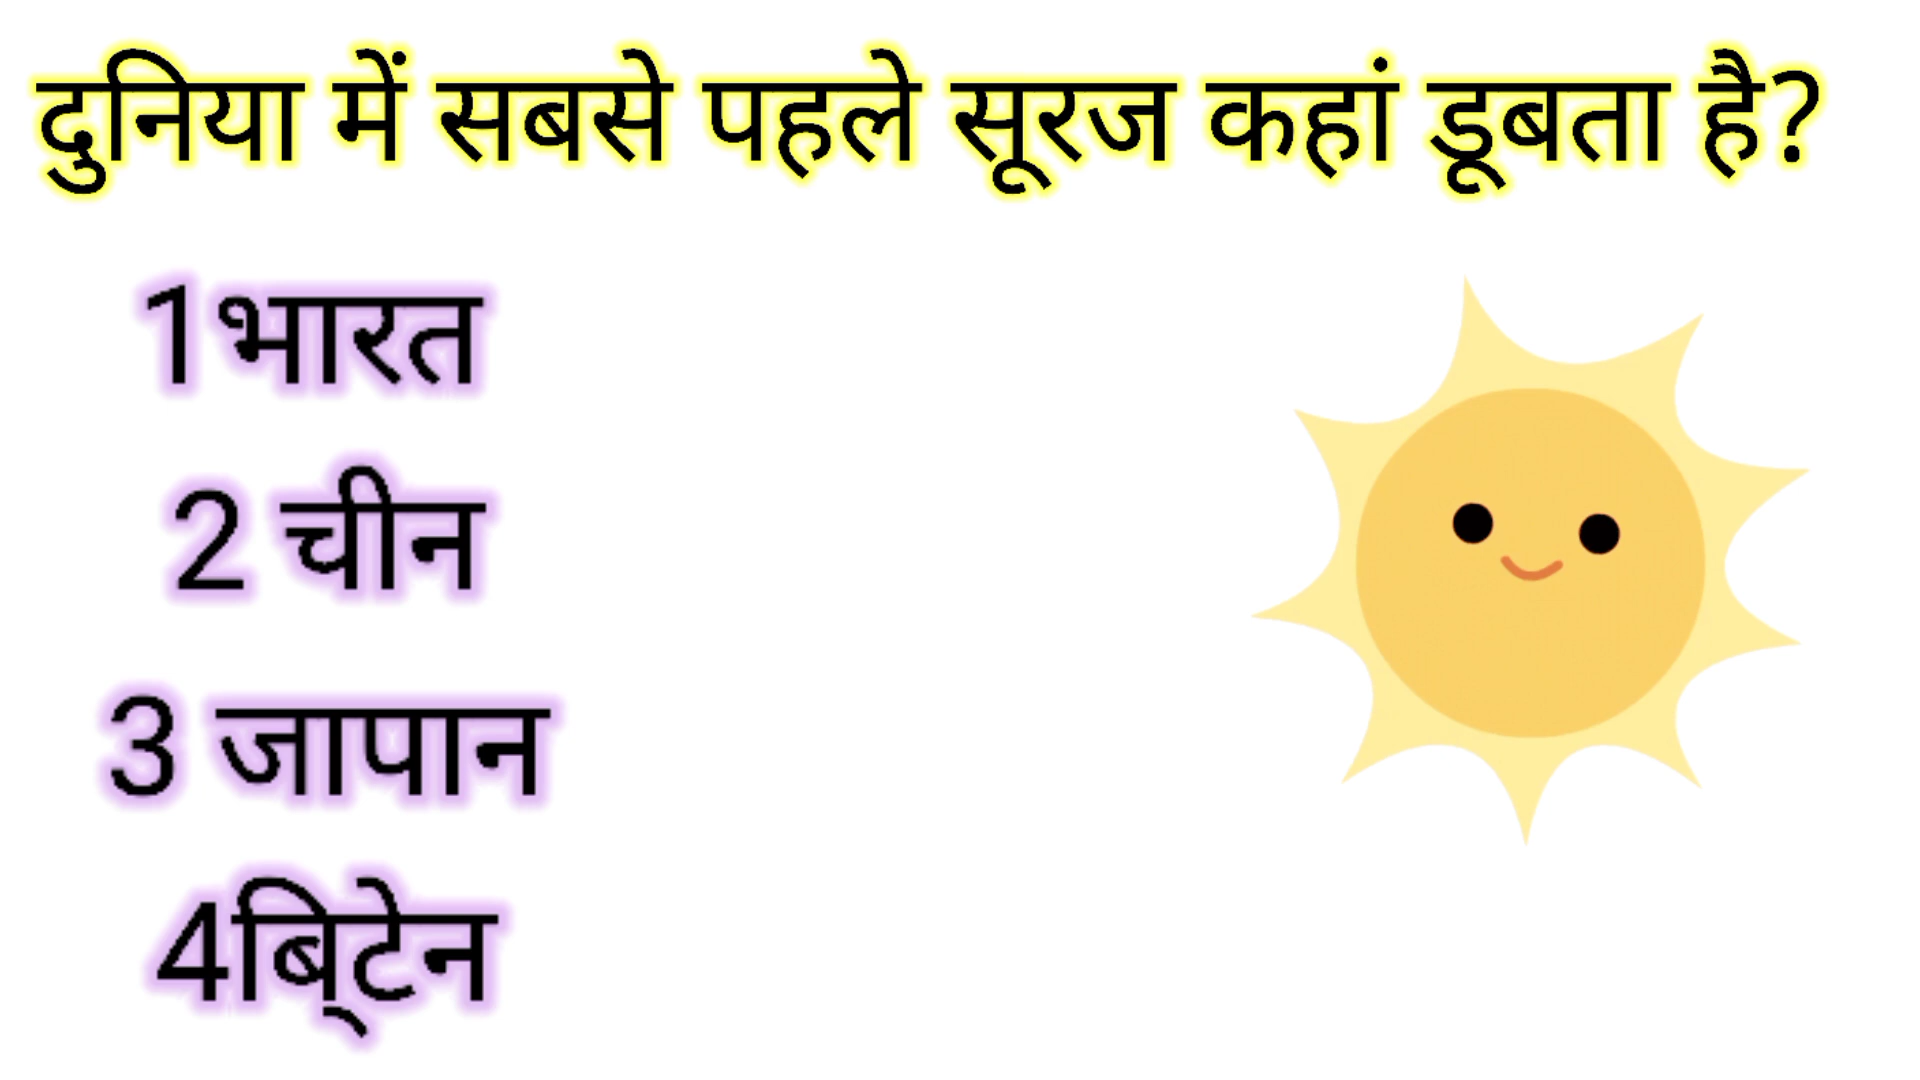 दुनिया में सबसे पहले सूरज कहां डूबता है?
1भारत
2 चीन
3 जापान
4बि्टेन